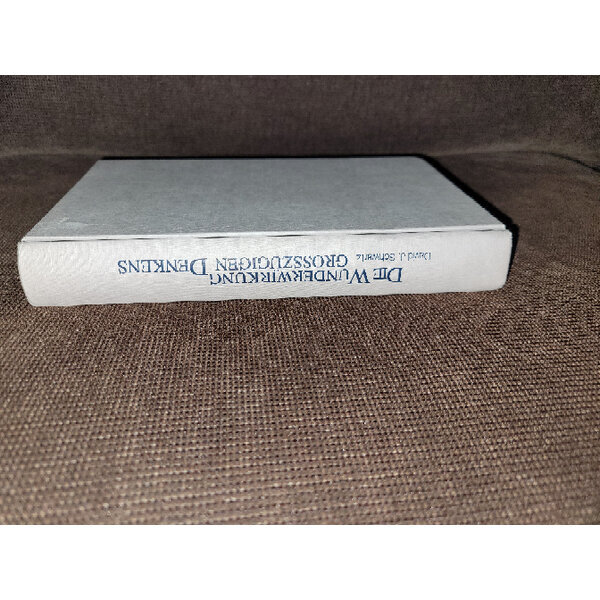 David J. Schwartz
DIE WUNDERWIRKUNG
GROSSZÜGIGEN DENKENS